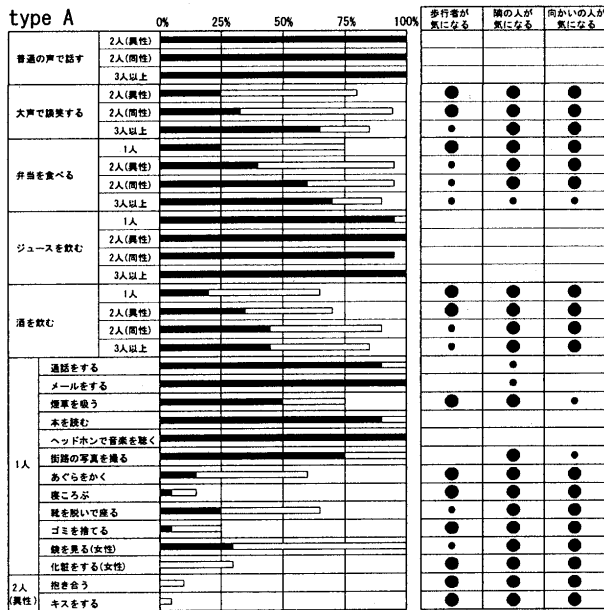 type A
0% 25% 50% 75% 100%
歩行者が気になる 隣の人が気になる 向かいの人が気になる
普通の声で話す
2人(異性)
2人(同性)
3人以上
大声で談笑する
2人(異性)
2人(同性)
3人以上
弁当を食べる
1人
2人(異性)
2人(同性)
3人以上
ジュースを飲む
1人
2人(異性)
2人(同性)
3人以上
酒を飲む
1人
2人(異性)
2人(同性)
3人以上
1人
通話をする
メールをする
煙草を吸う
本を読む
ヘッドホンで音楽を聴く
街路の写真を撮る
あぐらをかく
寝ころぶ
靴を脱いで座る
ゴミを捨てる
鏡を見る(女性)
化粧をする(女性)
2人(異性)
抱き合う
キスをする